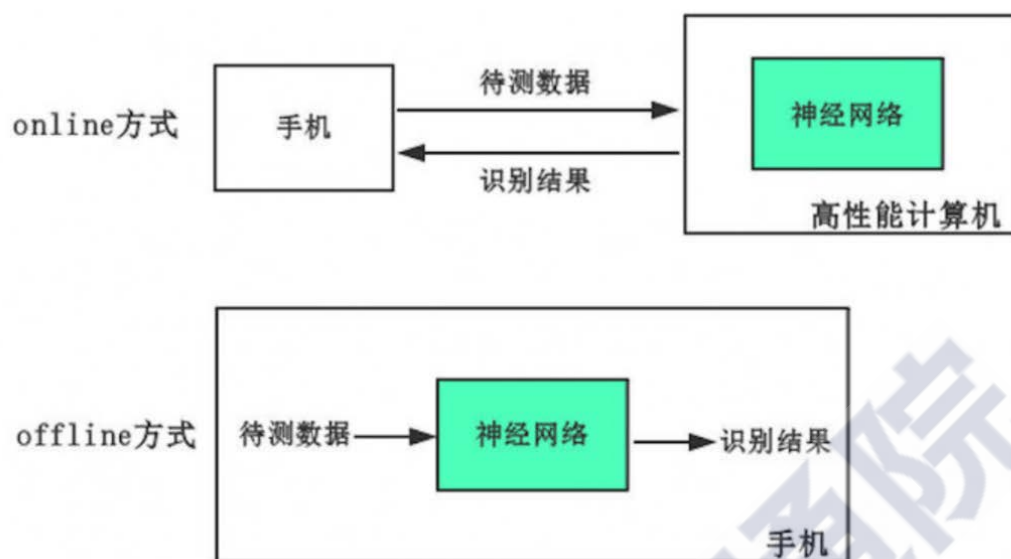 待测数据
online方式
手机
神经网络
识别结果
高性能计算机
offline方式
待测数据
神经网络
识别结果
手机